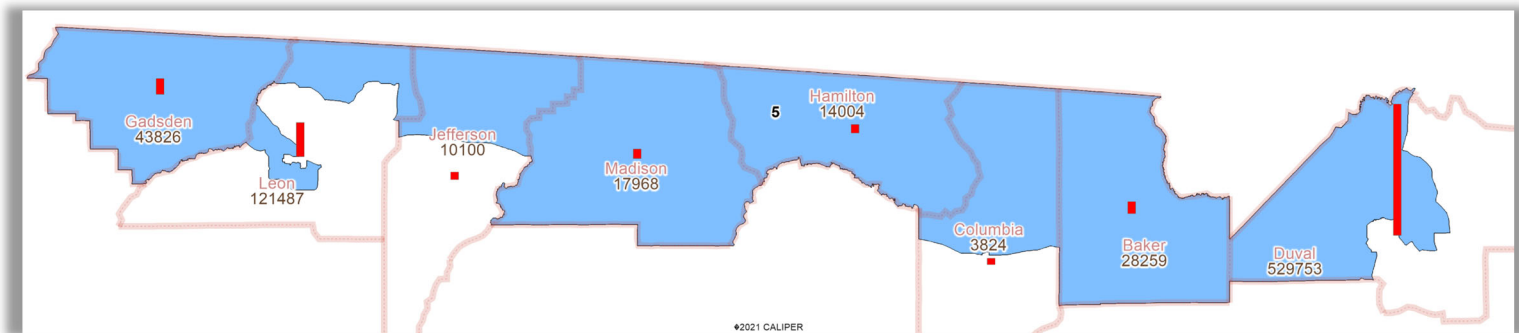 Gadsden
43826
Leon
121487
Jefferson
10100
Madison
17968
5
Hamilton
14004
Columbia
3824
Baker
28259
Duval
529753
�2021 CALIPER